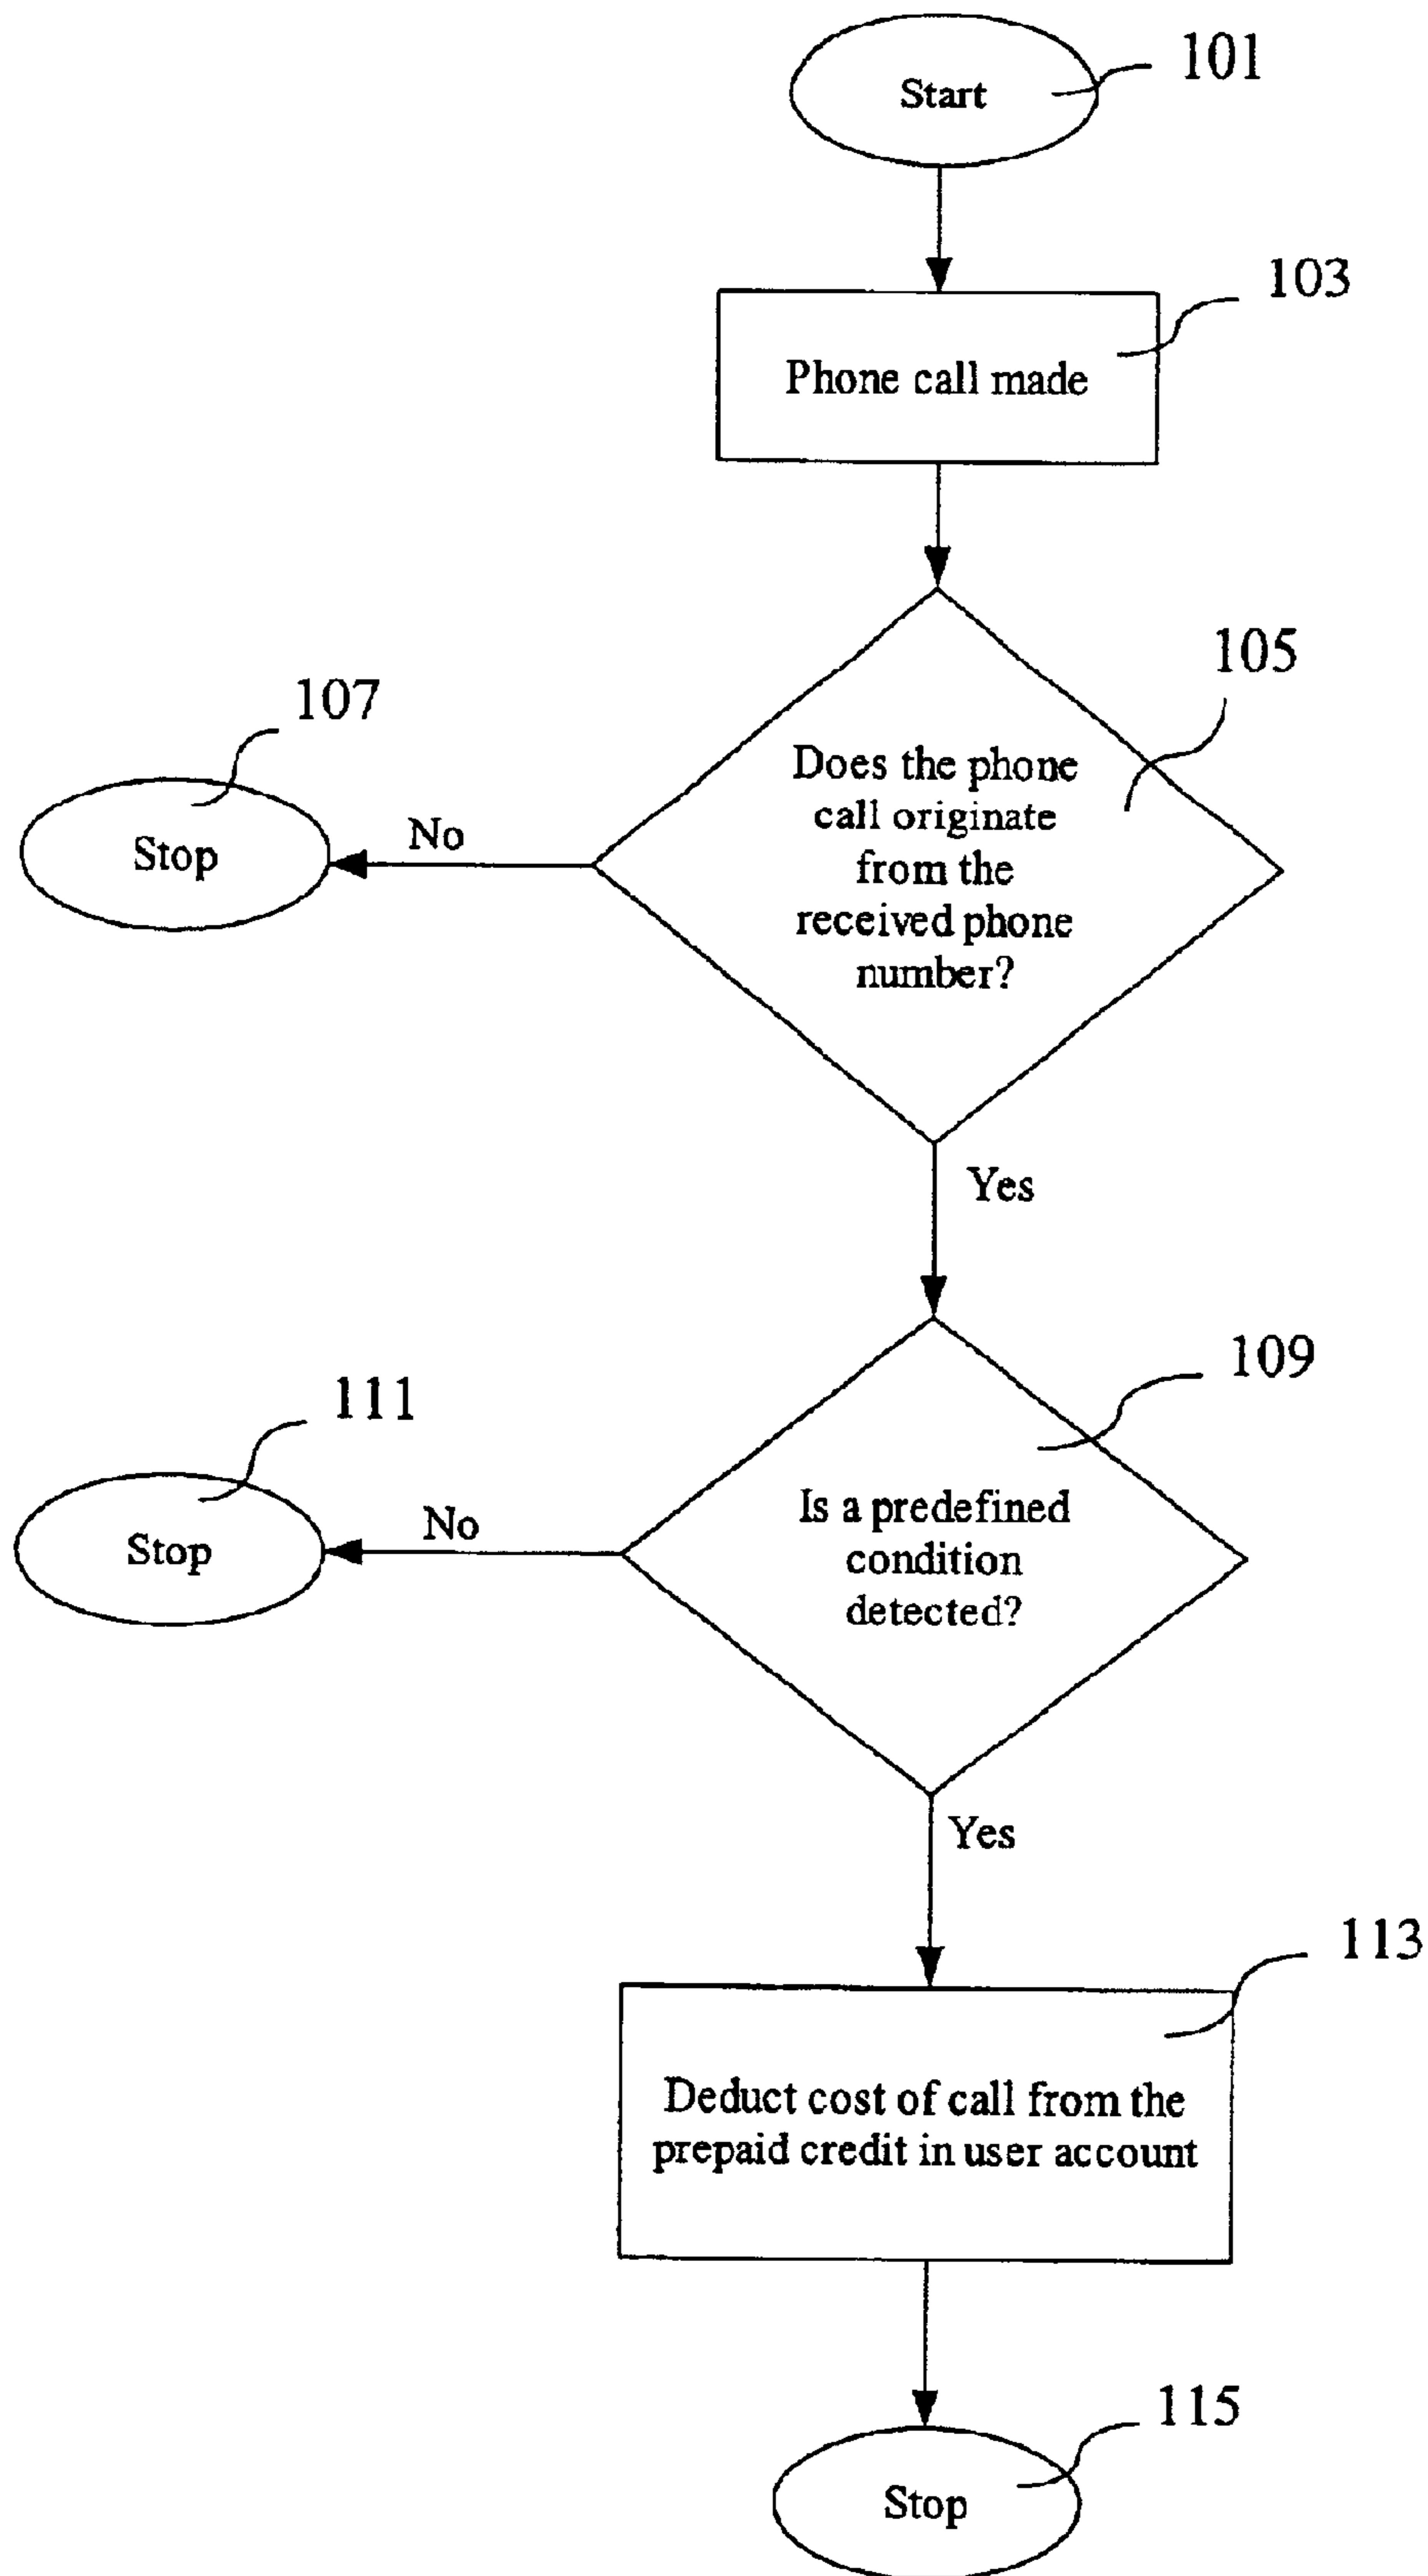 101
Start
103
Phone call made
105
107
Does the phone
call originate
from the
received phone
number?
No
Stop
Yes
109
111
Is a predefined
condition
detected?
No
Stop
Yes
113
Deduct cost of call from the
prepaid credit in user account
115
Stop